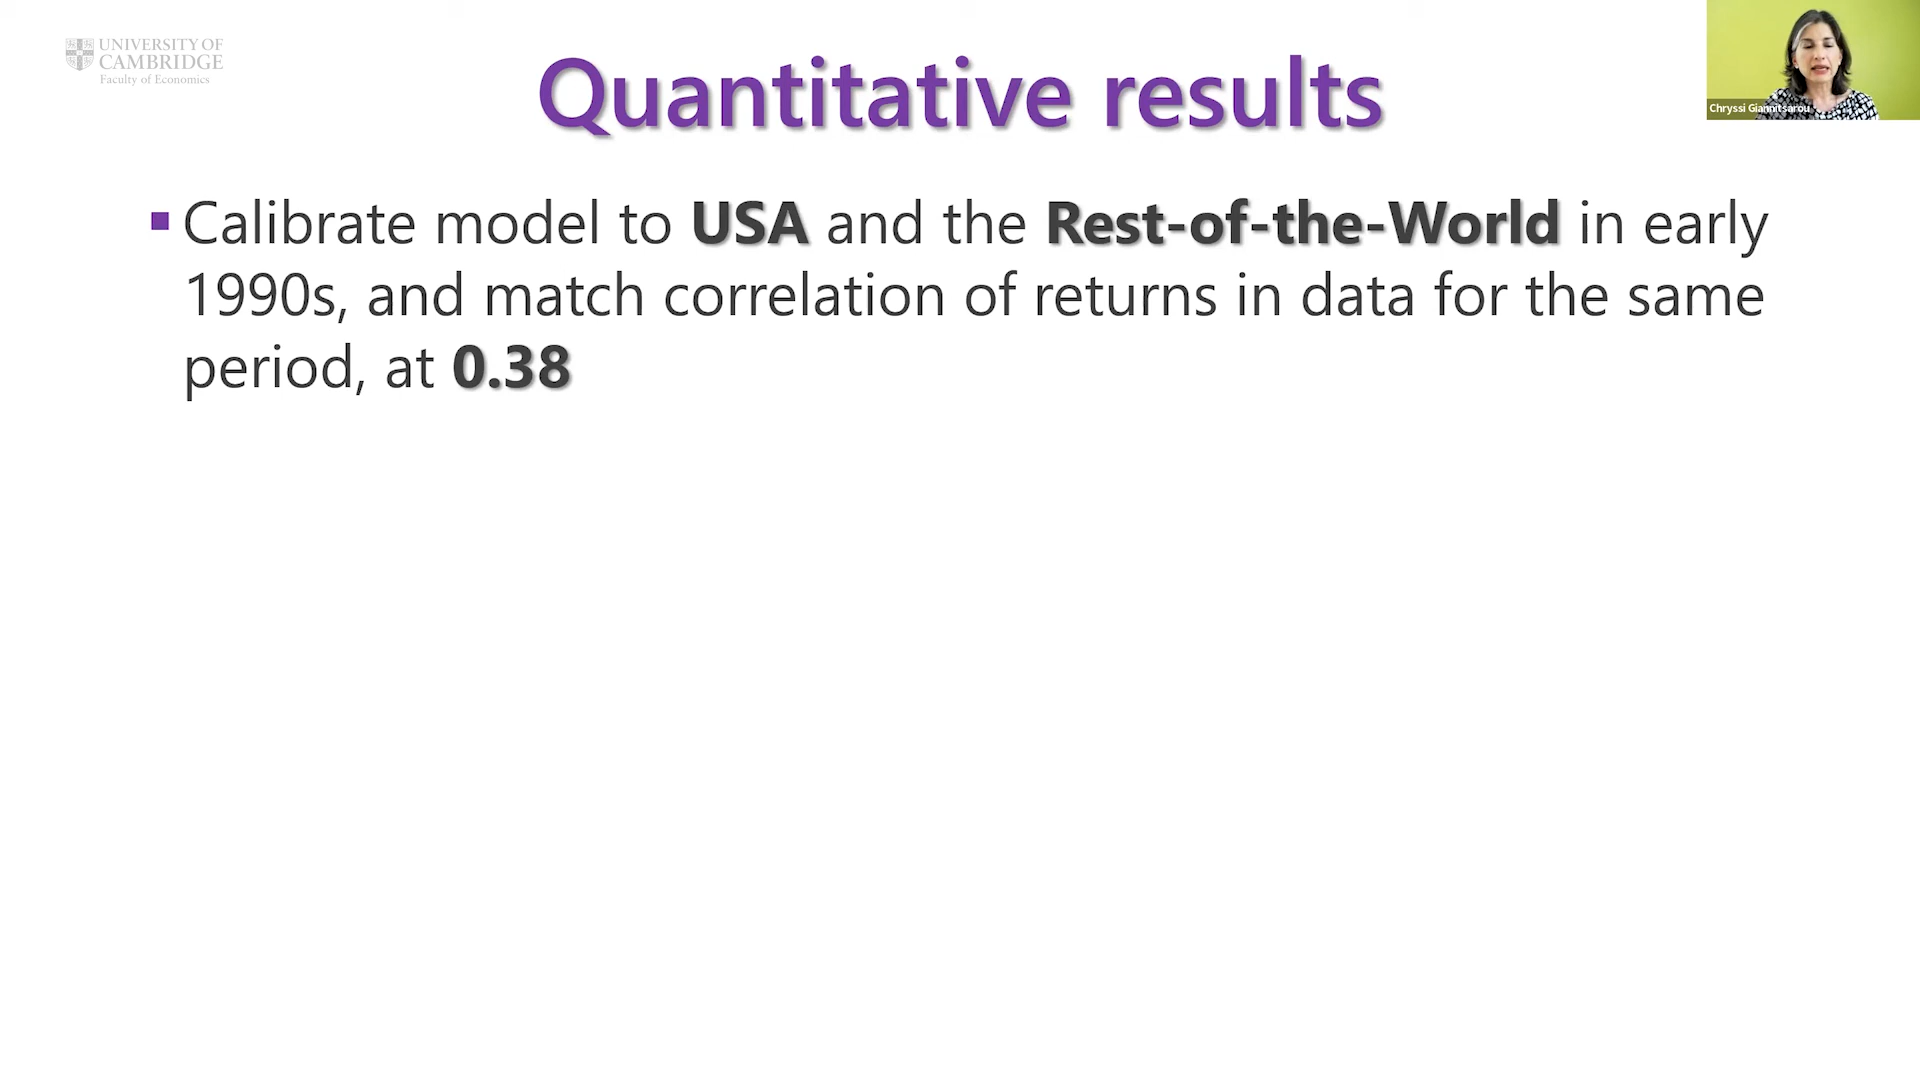 UNIVERSITY OF
CAMBRIDGE
Faculty of Economics
Quantitative results
Chryssi Giannitsarou
▪ Calibrate model to USA and the Rest-of-the-World in early
1990s, and match correlation of returns in data for the same
period, at 0.38